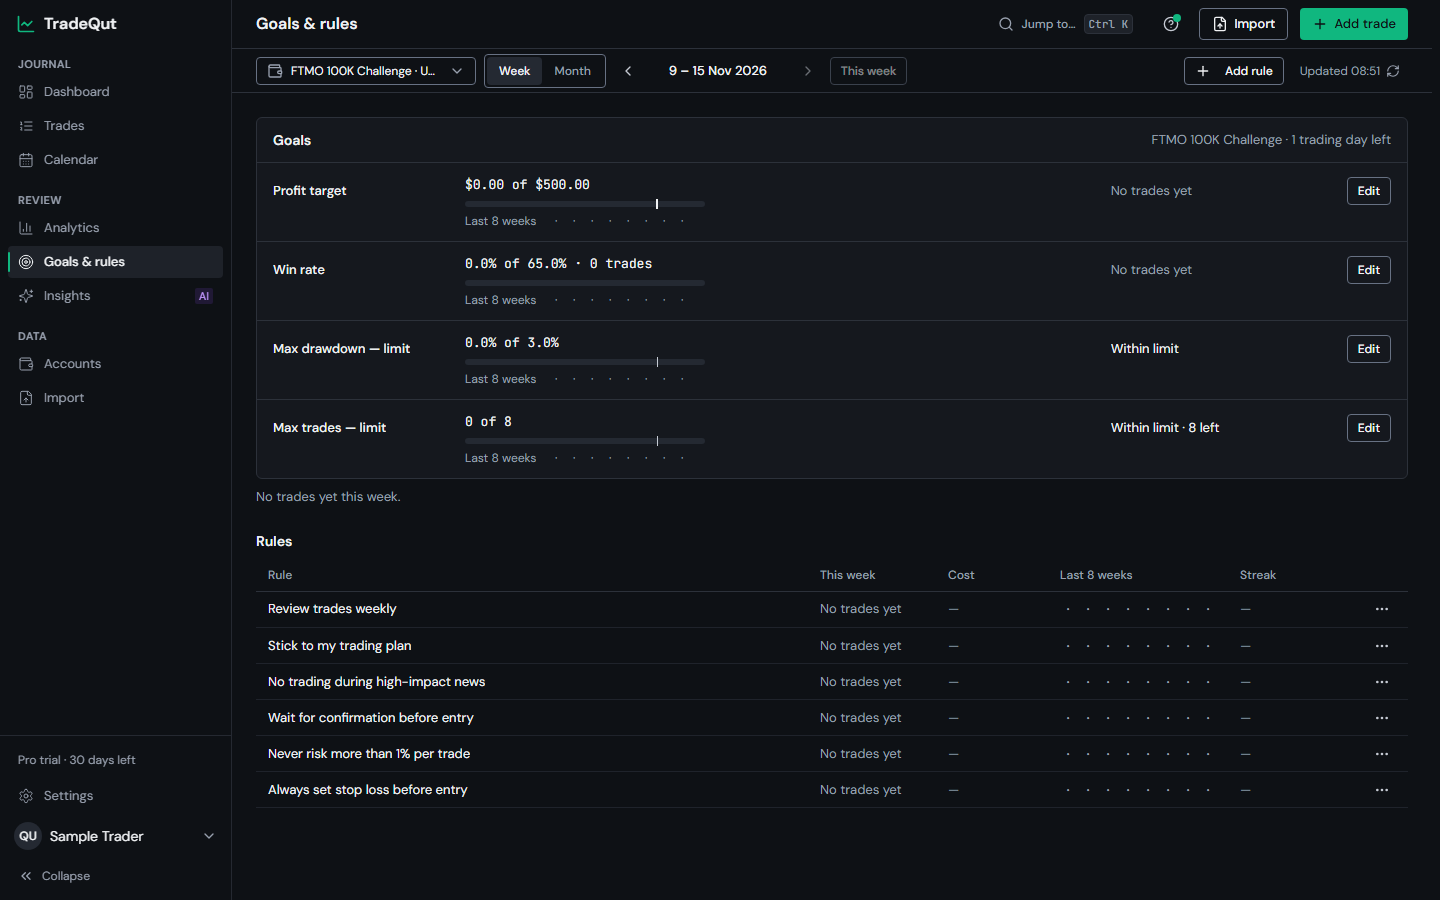 TradeQut
JOURNAL
Dashboard
Trades
Calendar
REVIEW
Analytics
Goals & rules
Insights AI
DATA
Accounts
Import
Pro trial · 30 days left
Settings
QU Sample Trader
Collapse
Goals & rules
Jump to... Ctrl K
Import
Add trade
FTMO 100K Challenge · U...
Week Month
9 – 15 Nov 2026
This week
Add rule
Updated 08:51
Goals
FTMO 100K Challenge · 1 trading day left
Profit target
$0.00 of $500.00
Last 8 weeks
No trades yet
Edit
Win rate
0.0% of 65.0% · 0 trades
Last 8 weeks
No trades yet
Edit
Max drawdown — limit
0.0% of 3.0%
Last 8 weeks
Within limit
Edit
Max trades — limit
0 of 8
Last 8 weeks
Within limit · 8 left
Edit
No trades yet this week.
Rules
Rule This week Cost Last 8 weeks Streak
Review trades weekly No trades yet — —
Stick to my trading plan No trades yet — —
No trading during high-impact news No trades yet — —
Wait for confirmation before entry No trades yet — —
Never risk more than 1% per trade No trades yet — —
Always set stop loss before entry No trades yet — —